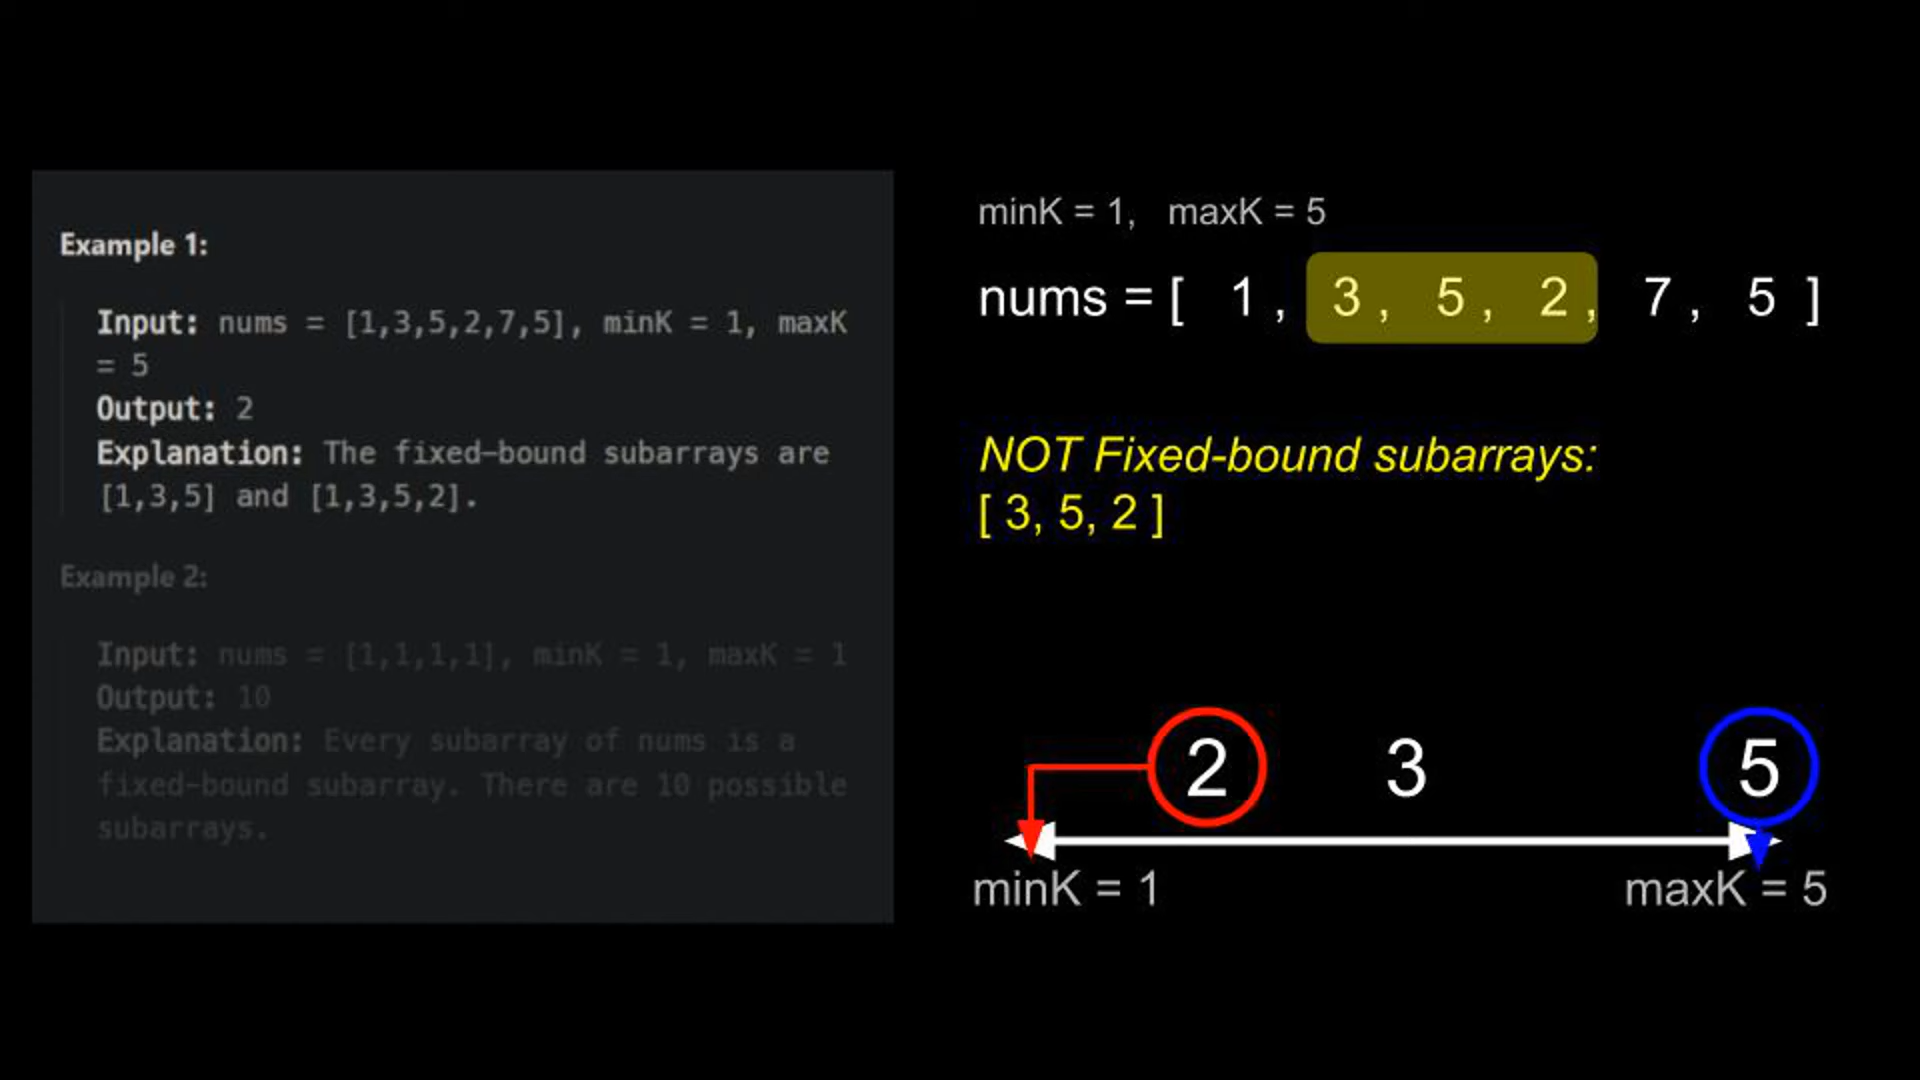 Example 1:
Input: nums = [1,3,5,2,7,5], minK = 1, maxK
= 5
Output: 2
Explanation: The fixed-bound subarrays are
[1,3,5] and [1,3,5,2].
Example 2:
Input: nums = [1,1,1,1], minK = 1, maxK = 1
Output: 10
Explanation: Every subarray of nums is a
fixed-bound subarray. There are 10 possible
subarrays.
minK = 1, maxK = 5
nums = [ 1 , 3 , 5 , 2 , 7 , 5 ]
NOT Fixed-bound subarrays:
[ 3, 5, 2 ]
2 3 5
minK = 1 maxK = 5